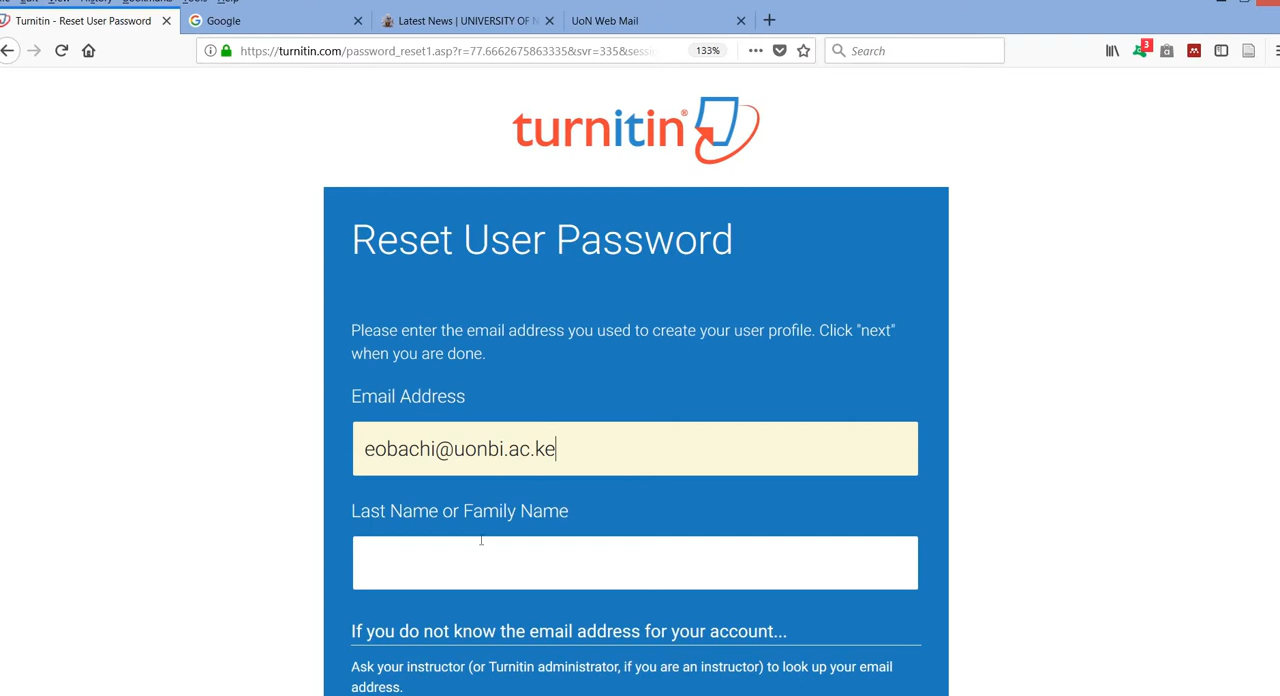 Turnitin - Reset User Password
Google
Latest News | UNIVERSITY OF N
UoN Web Mail
https://turnitin.com/password_reset1.asp?r=77.6662675863335&svr=335&sessi
133%
Search
3
turnitin®
Reset User Password
Please enter the email address you used to create your user profile. Click "next"
when you are done.
Email Address
eobachi@uonbi.ac.ke
Last Name or Family Name
If you do not know the email address for your account...
Ask your instructor (or Turnitin administrator, if you are an instructor) to look up your email
address.